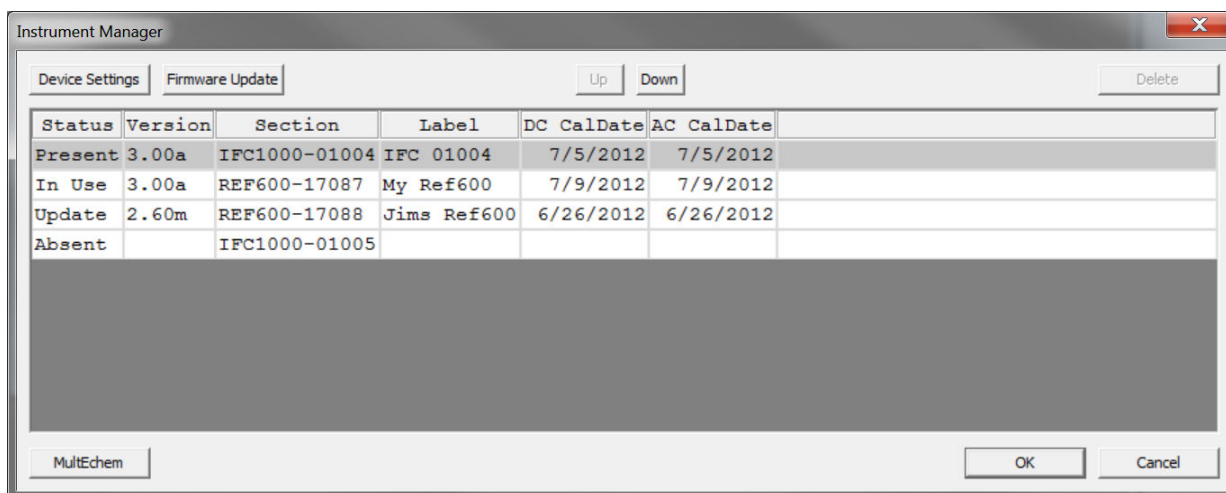 Instrument Manager
X
Device Settings Firmware Update Up Down Delete
Status Version Section Label DC CalDate AC CalDate
Present 3.00a IFC1000-01004 IFC 01004 7/5/2012 7/5/2012
In Use 3.00a REF600-17087 My Ref600 7/9/2012 7/9/2012
Update 2.60m REF600-17088 Jims Ref600 6/26/2012 6/26/2012
Absent IFC1000-01005
MultEchem OK Cancel